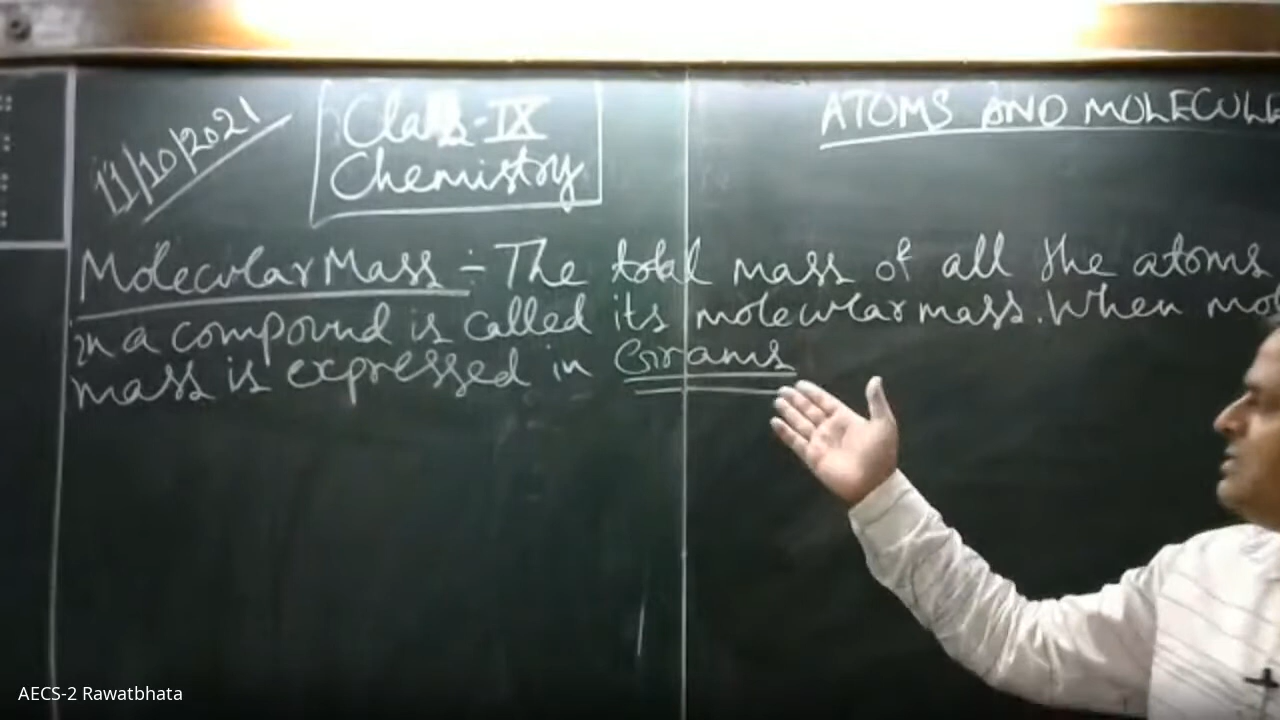 11/10/2021
Class-IX
Chemistry
ATOMS AND MOLECULE
Molecular Mass :- The total mass of all the atoms
in a compound is called its molecular mass. When mol
mass is expressed in Grams
AECS-2 Rawatbhata